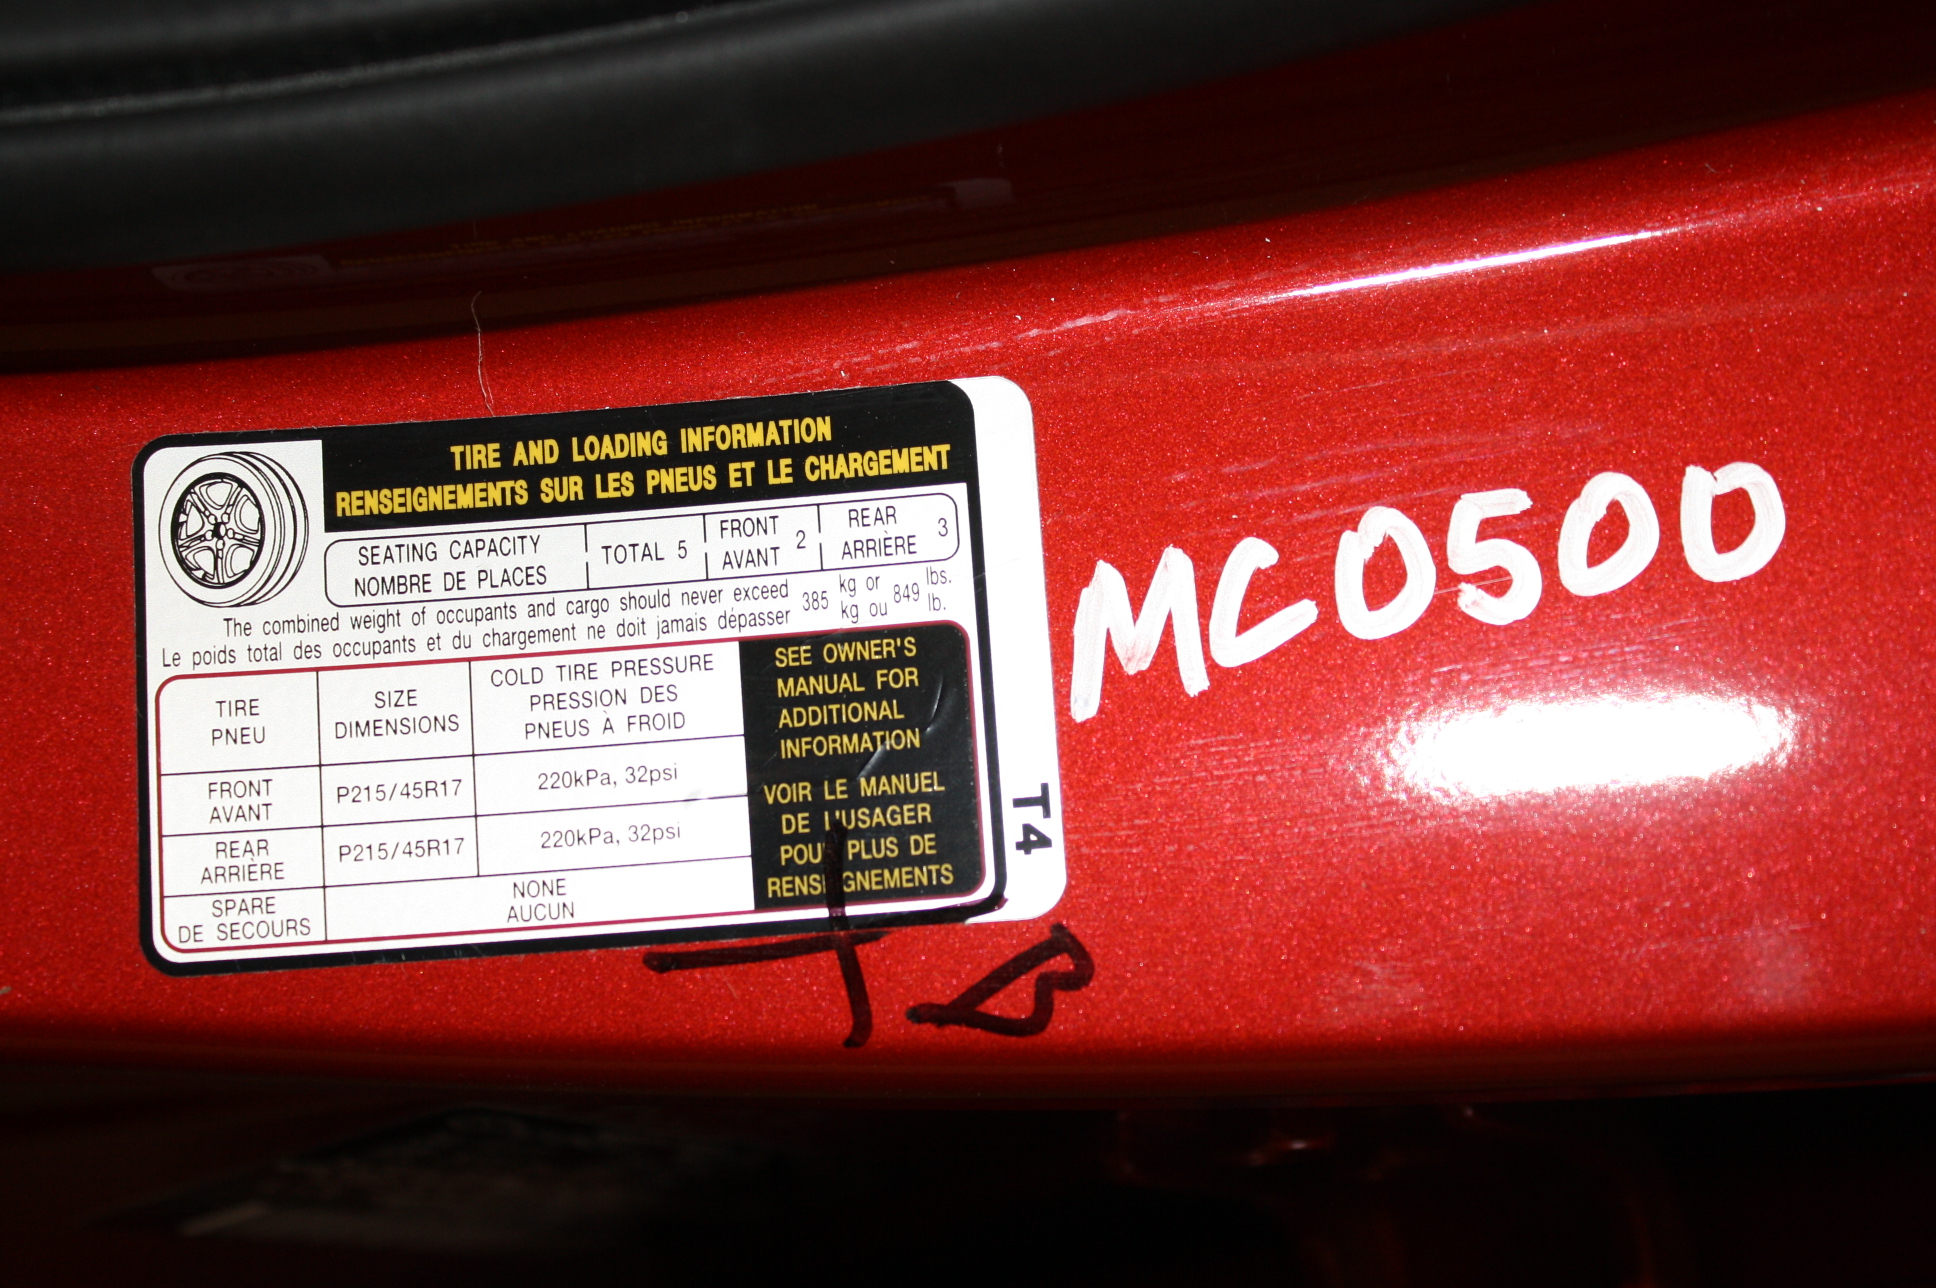 TIRE AND LOADING INFORMATION
RENSEIGNEMENTS SUR LES PNEUS ET LE CHARGEMENT
SEATING CAPACITY
NOMBRE DE PLACES
TOTAL 5
FRONT
AVANT
2
REAR
ARRIÈRE
3
The combined weight of occupants and cargo should never exceed 385 kg or 849 lbs.
Le poids total des occupants et du chargement ne doit jamais dépasser kg ou lb.
TIRE
PNEU
SIZE
DIMENSIONS
COLD TIRE PRESSURE
PRESSION DES
PNEUS À FROID
FRONT
AVANT
P215/45R17
220kPa, 32psi
REAR
ARRIÈRE
P215/45R17
220kPa, 32psi
SPARE
DE SECOURS
NONE
AUCUN
SEE OWNER'S
MANUAL FOR
ADDITIONAL
INFORMATION
VOIR LE MANUEL
DE L'USAGER
POUR PLUS DE
RENSEIGNEMENTS
T4
MC0500
TB